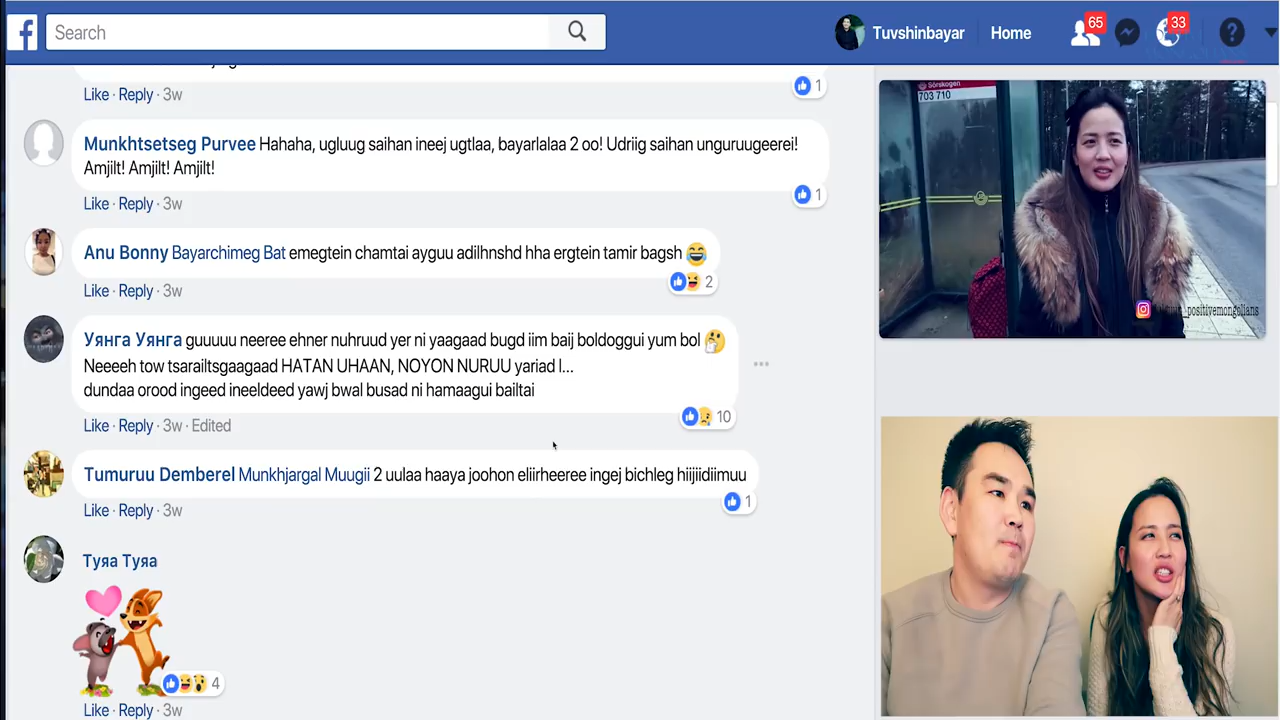 Search
Tuvshinbayar
Home
65
33
?
Like · Reply · 3w
1
Munkhtsetseg Purvee Hahaha, ugluug saihan ineej ugtlaa, bayarlalaa 2 oo! Udriig saihan unguruugeerei!
Amjilt! Amjilt! Amjilt!
Like · Reply · 3w
1
Anu Bonny Bayarchimeg Bat emegtein chamtai ayguu adilhnshd hha ergtein tamir bagsh 😂
Like · Reply · 3w
2
Уянга Уянга guuuuu neeree ehner nuhruud yer ni yaagaad bugd iim baij boldoggui yum bol 🤔
Neeeeh tow tsarailtsgaagaad HATAN UHAAN, NOYON NURUU yariad l...
dundaa orood ingeed ineeldeed yawj bwal busad ni hamaagui bailtai
Like · Reply · 3w · Edited
10
Tumuruu Demberel Munkhjargal Muugii 2 uulaa haaya joohon eliirheeree ingej bichleg hiijiidiimuu
Like · Reply · 3w
1
Туяа Туяа
4
Like · Reply · 3w
Sörskogen
703 710
_positivemongolians